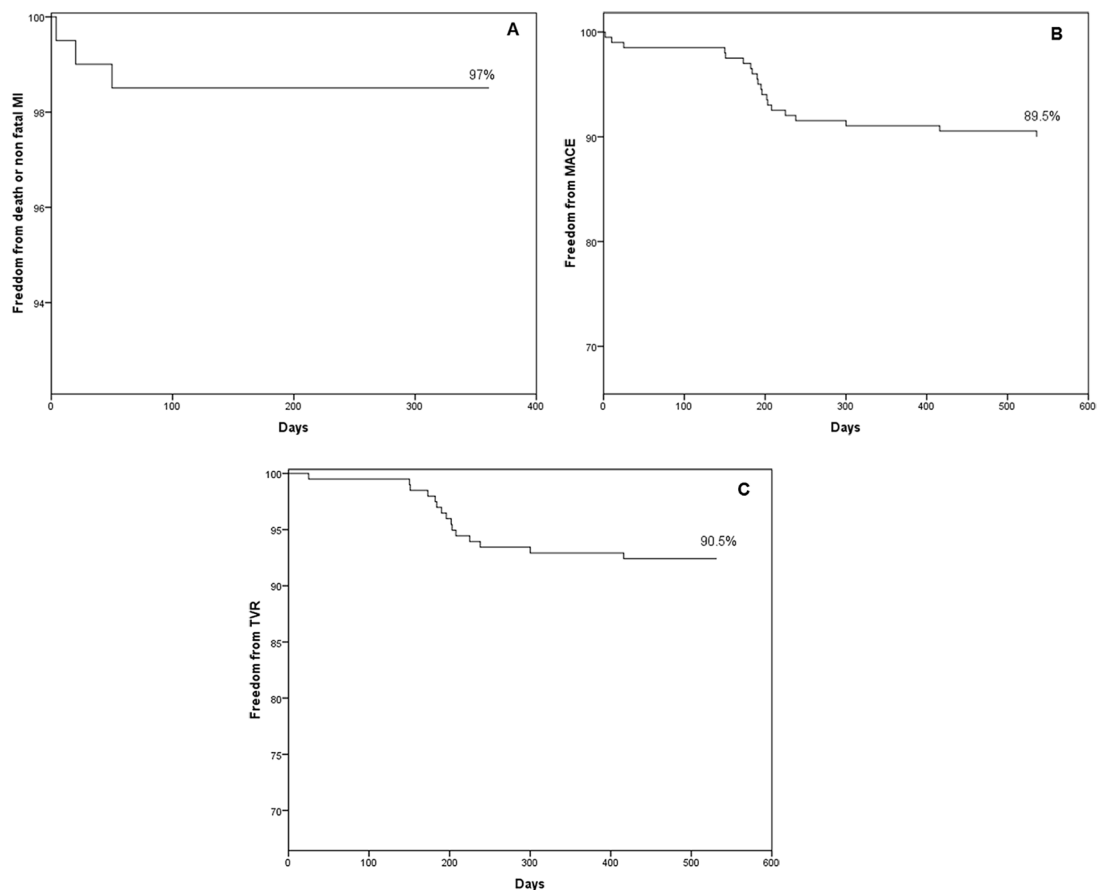 A
100
98
96
94
97%
Freddom from death or non fatal MI
0 100 200 300 400
Days
B
100
90
80
70
89.5%
Freedom from MACE
0 100 200 300 400 500 600
Days
C
100
95
90
85
80
75
70
90.5%
Freedom from TVR
0 100 200 300 400 500 600
Days